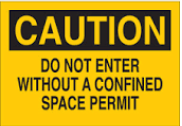 CAUTION
DO NOT ENTER
WITHOUT A CONFINED
SPACE PERMIT